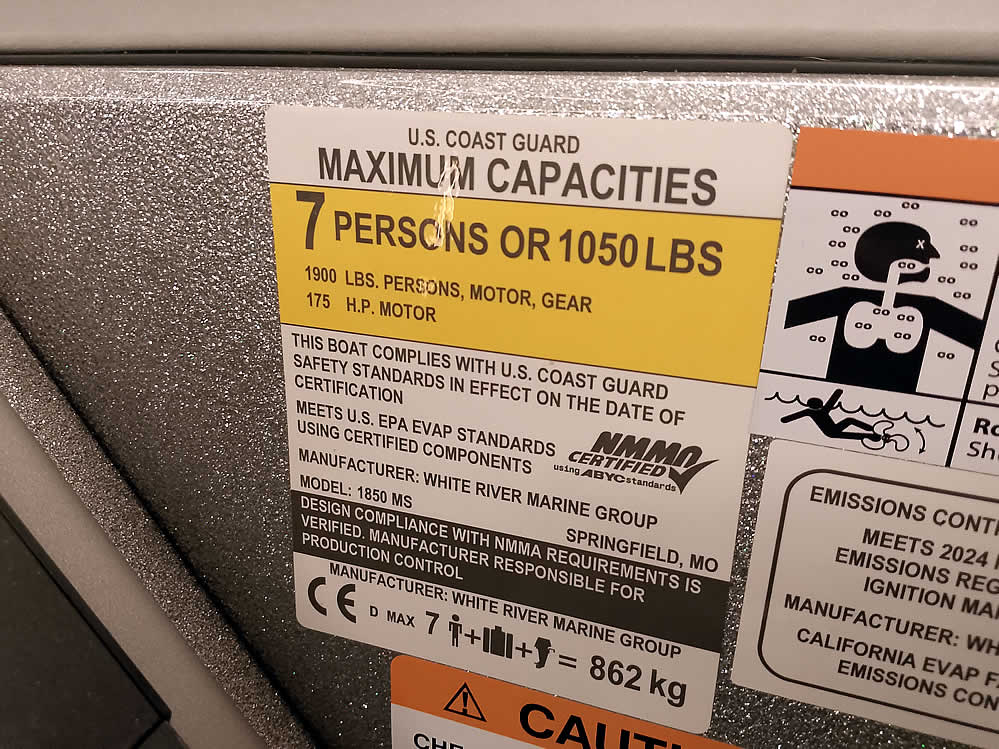 U.S. COAST GUARD
MAXIMUM CAPACITIES
7 PERSONS OR 1050 LBS
1900 LBS. PERSONS, MOTOR, GEAR
175 H.P. MOTOR
THIS BOAT COMPLIES WITH U.S. COAST GUARD
SAFETY STANDARDS IN EFFECT ON THE DATE OF
CERTIFICATION
MEETS U.S. EPA EVAP STANDARDS
USING CERTIFIED COMPONENTS
NMMA
CERTIFIED
using ABYC standards
MANUFACTURER: WHITE RIVER MARINE GROUP
MODEL: 1850 MS
SPRINGFIELD, MO
DESIGN COMPLIANCE WITH NMMA REQUIREMENTS IS
VERIFIED. MANUFACTURER RESPONSIBLE FOR
PRODUCTION CONTROL
MANUFACTURER: WHITE RIVER MARINE GROUP
CE D MAX 7 + + = 862 kg
EMISSIONS CONT
MEETS 2024
EMISSIONS REG
IGNITION MA
MANUFACTURER: WH
CALIFORNIA EVAP
EMISSIONS CON
Ro
Sh
CAUTI
CHE